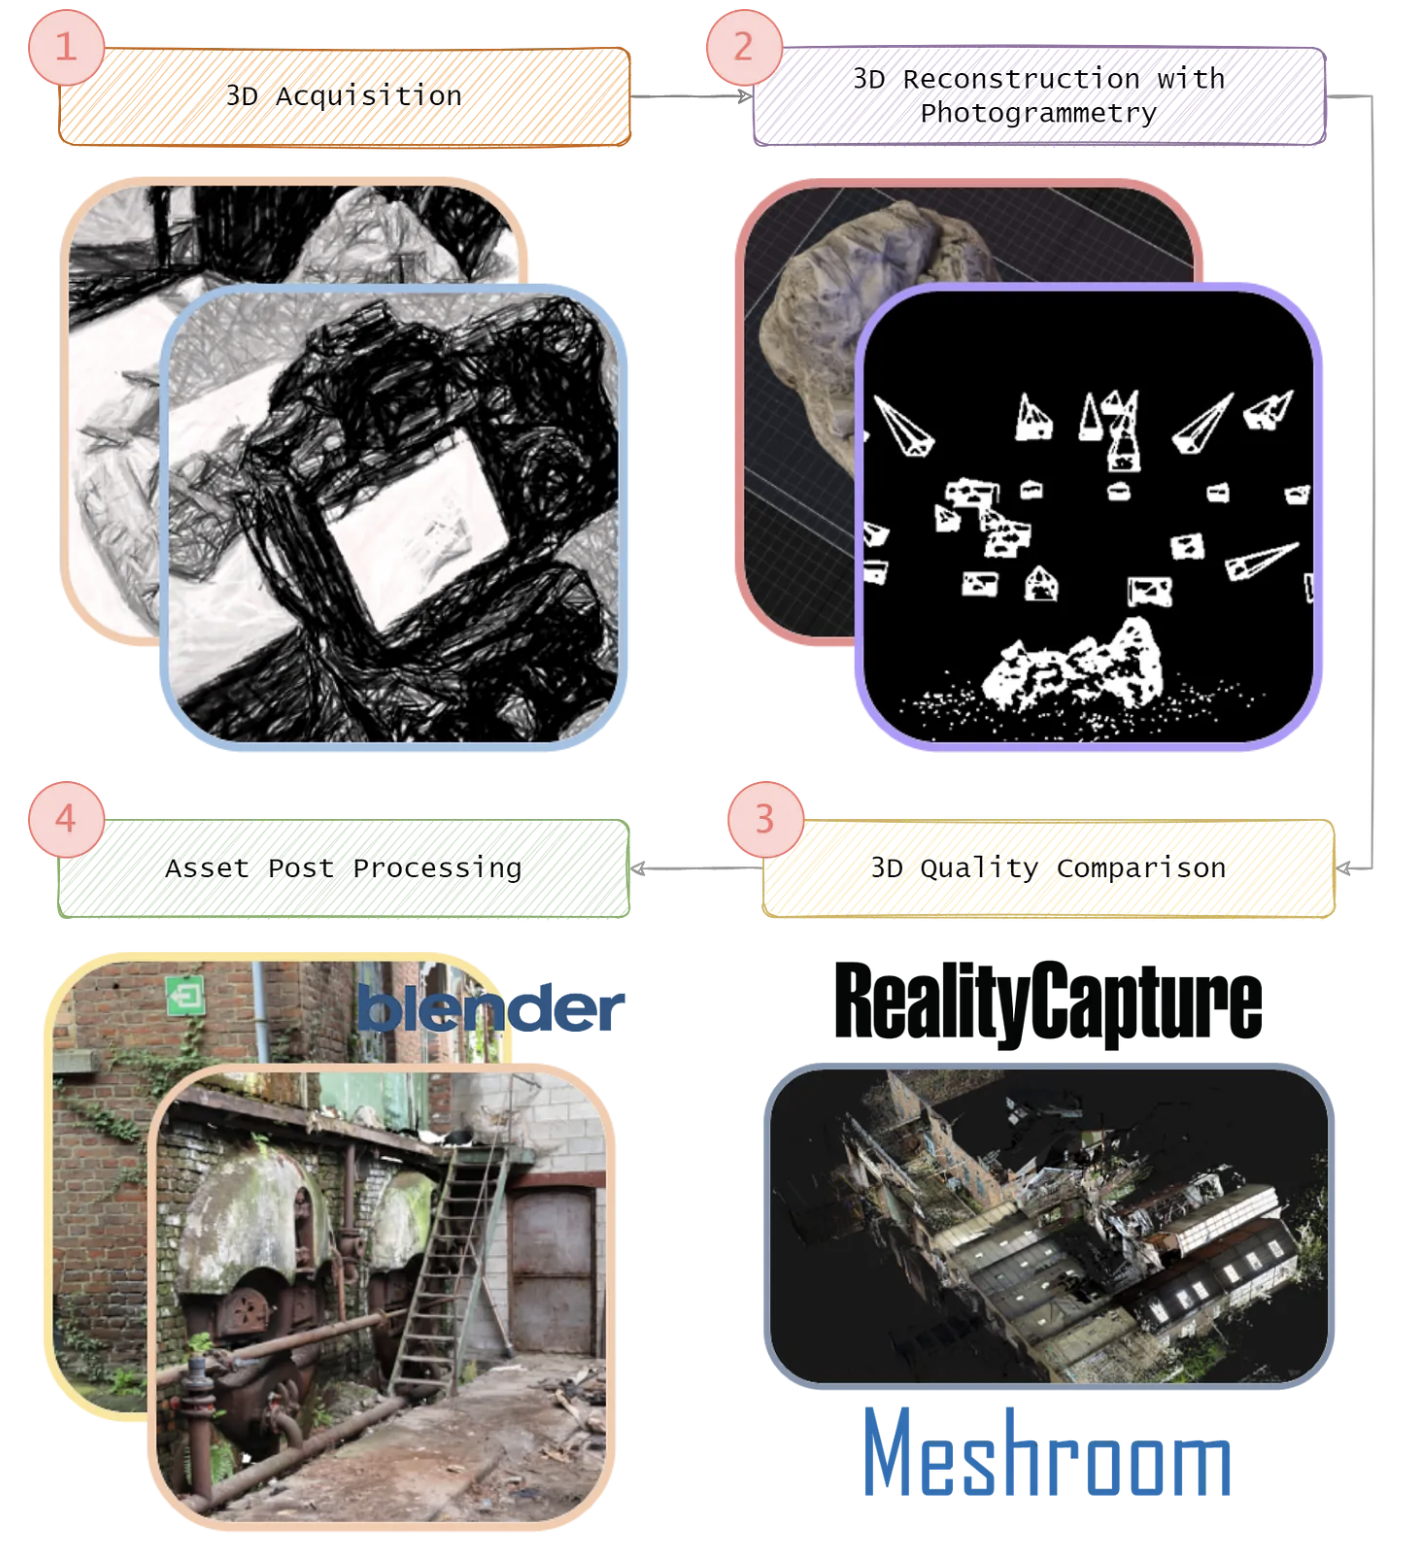 1
3D Acquisition
2
3D Reconstruction with
Photogrammetry
4
Asset Post Processing
3
3D Quality Comparison
blender
RealityCapture
Meshroom